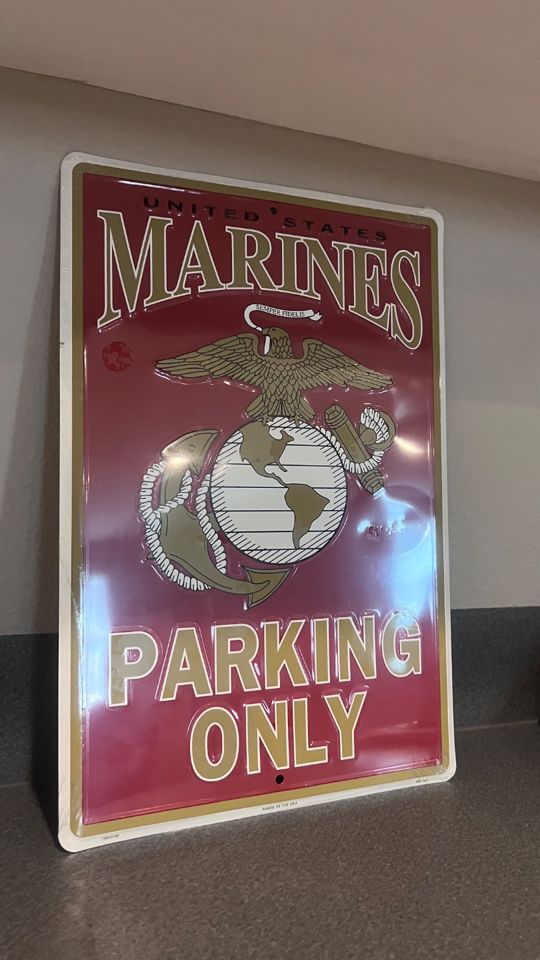 UNITED STATES
MARINES
SEMPER FIDELIS
PARKING
ONLY
MADE IN THE USA